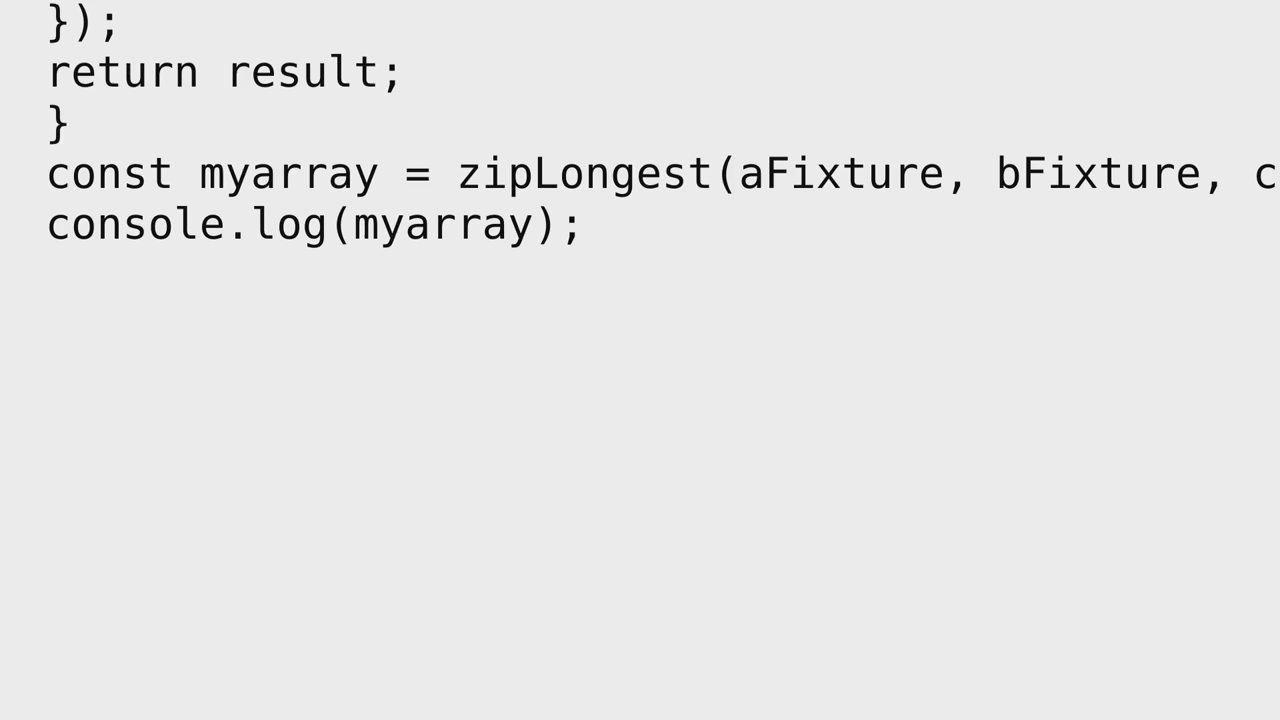 });
return result;
}
const myarray = zipLongest(aFixture, bFixture, c
console.log(myarray);